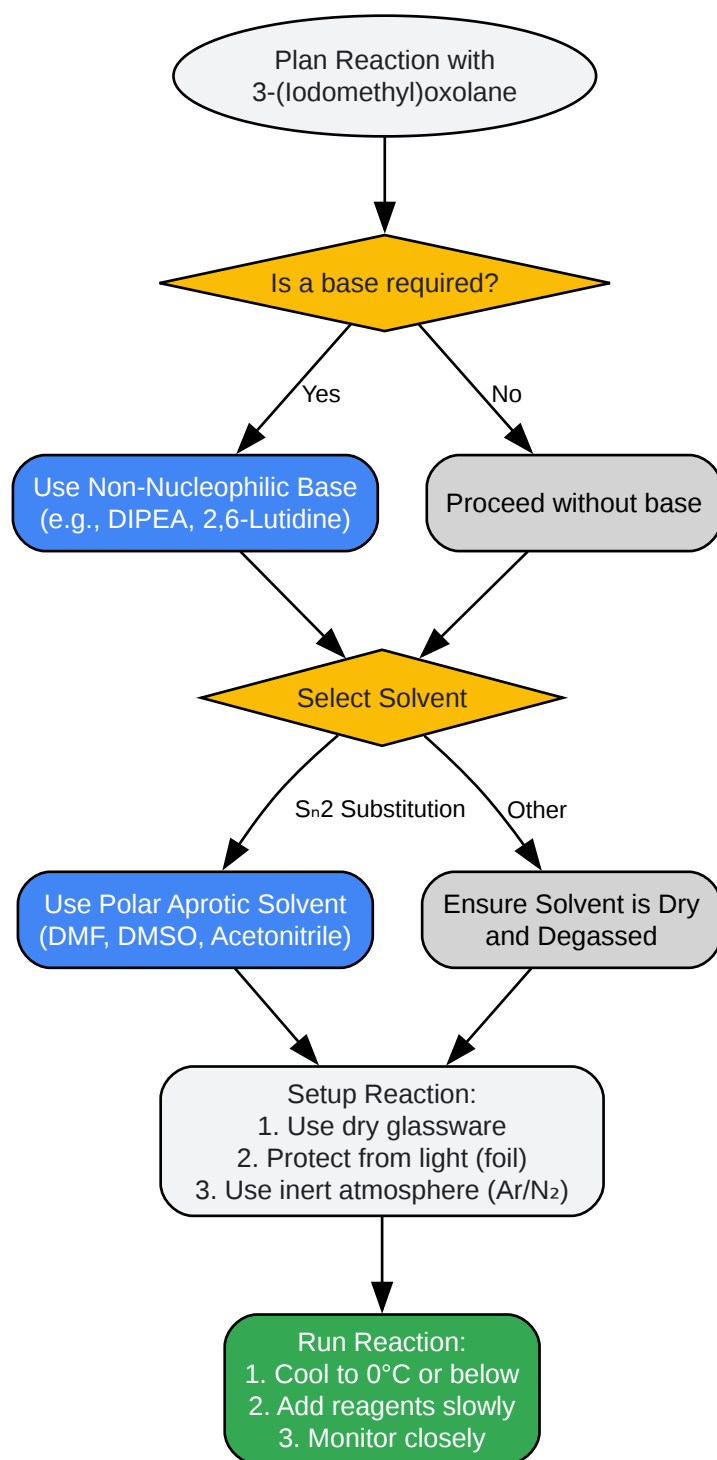 Plan Reaction with
3-(Iodomethyl)oxolane
Is a base required?
Yes
No
Use Non-Nucleophilic Base
(e.g., DIPEA, 2,6-Lutidine)
Proceed without base
Select Solvent
Sₙ2 Substitution
Other
Use Polar Aprotic Solvent
(DMF, DMSO, Acetonitrile)
Ensure Solvent is Dry
and Degassed
Setup Reaction:
1. Use dry glassware
2. Protect from light (foil)
3. Use inert atmosphere (Ar/N₂)
Run Reaction:
1. Cool to 0°C or below
2. Add reagents slowly
3. Monitor closely